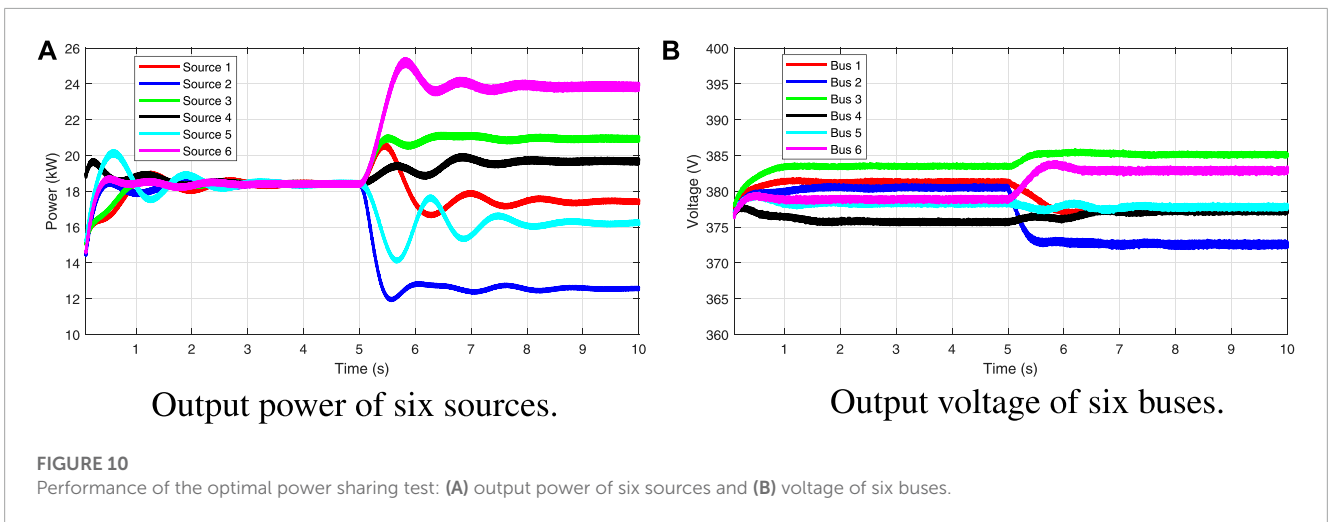 A
26
24
22
20
18
16
14
12
10
Power (kW)
Source 1
Source 2
Source 3
Source 4
Source 5
Source 6
1 2 3 4 5 6 7 8 9 10
Time (s)
Output power of six sources.
B
400
395
390
385
380
375
370
365
360
Voltage (V)
Bus 1
Bus 2
Bus 3
Bus 4
Bus 5
Bus 6
1 2 3 4 5 6 7 8 9 10
Time (s)
Output voltage of six buses.
FIGURE 10
Performance of the optimal power sharing test: (A) output power of six sources and (B) voltage of six buses.